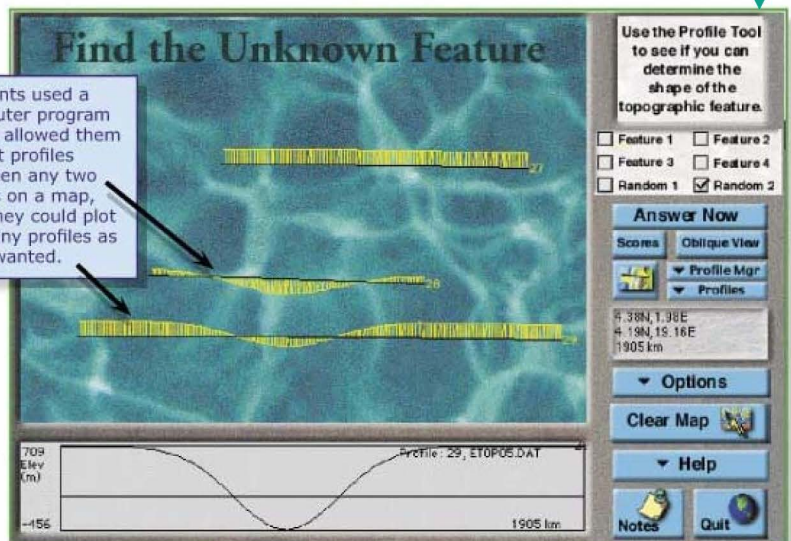 Find the Unknown Feature
nts used a
uter program
allowed them
t profiles
en any two
on a map,
hey could plot
ny profiles as
wanted.
27
28
29
Use the Profile Tool
to see if you can
determine the
shape of the
topographic feature.
Feature 1 Feature 2
Feature 3 Feature 4
Random 1 Random 2
Answer Now
Scores Oblique View
Profile Mgr
Profiles
4.38N,1.98E
4.19N,19.16E
1905 km
Options
Clear Map
Help
Notes Quit
709
Elev
(m)
-456
Profile : 29, ETOPO5.DAT
1905 km